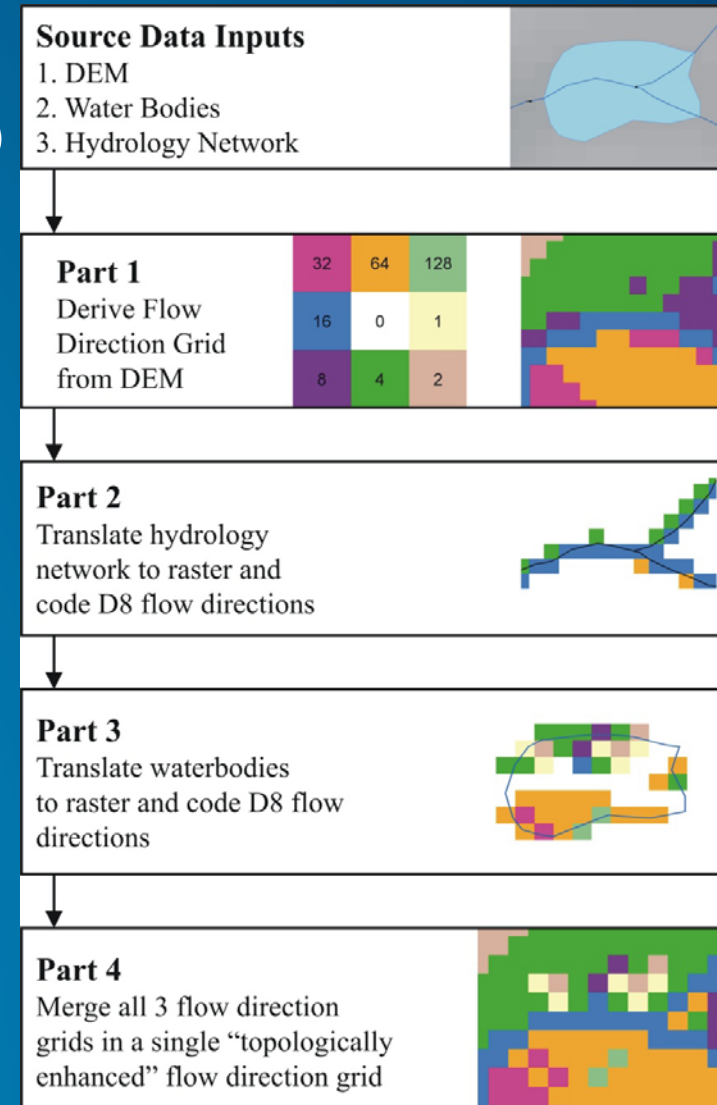 Source Data Inputs
1. DEM
2. Water Bodies
3. Hydrology Network
Part 1
Derive Flow
Direction Grid
from DEM
32 64 128
16 0 1
8 4 2
Part 2
Translate hydrology
network to raster and
code D8 flow directions
Part 3
Translate waterbodies
to raster and code D8 flow
directions
Part 4
Merge all 3 flow direction
grids in a single “topologically
enhanced” flow direction grid